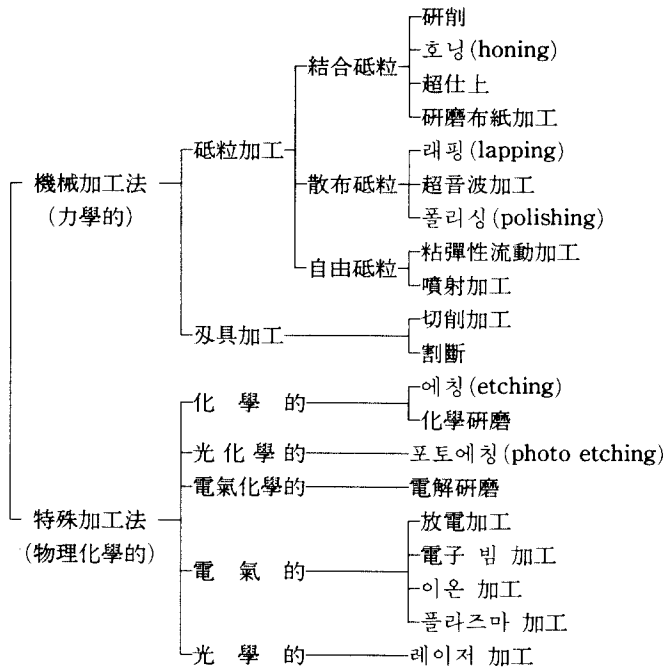 研削
호닝(honing)
結合砥粒
超仕上
研磨布紙加工
砥粒加工
래핑(lapping)
機械加工法
散布砥粒
超音波加工
(力學的)
폴리싱(polishing)
自由砥粒
粘彈性流動加工
噴射加工
刄具加工
切削加工
割斷
化 學 的
에칭(etching)
化學研磨
光化學的
포토에칭(photo etching)
電氣化學的
電解研磨
特殊加工法
(物理化學的)
放電加工
電子 빔 加工
電 氣 的
이온 加工
플라즈마 加工
光 學 的
레이저 加工